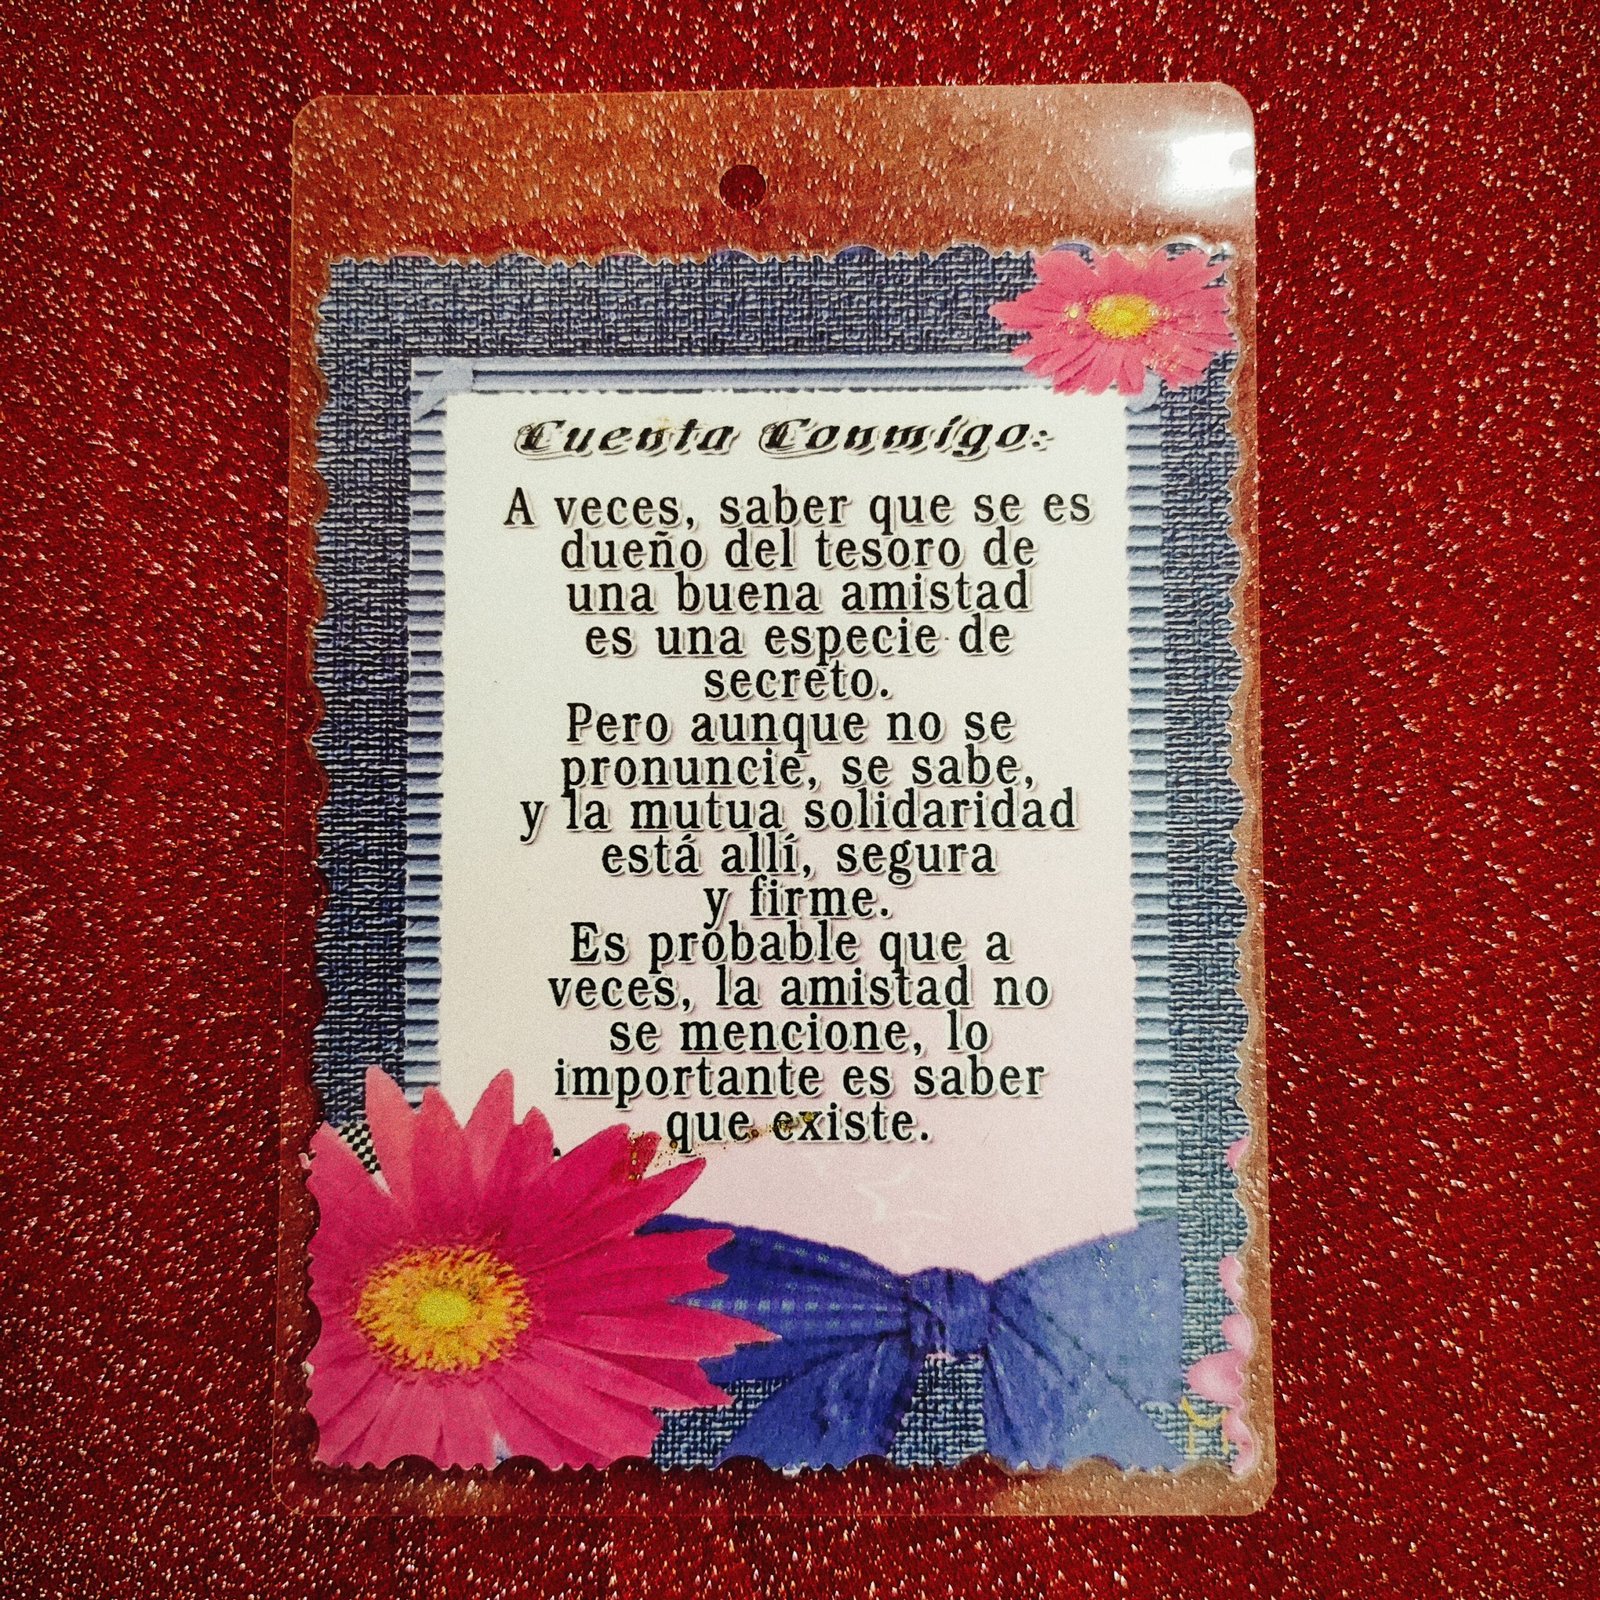 Cuenta Conmigo:
A veces, saber que se es
dueño del tesoro de
una buena amistad
es una especie de
secreto.
Pero aunque no se
pronuncie, se sabe,
y la mutua solidaridad
está allí, segura
y firme.
Es probable que a
veces, la amistad no
se mencione, lo
importante es saber
que existe.